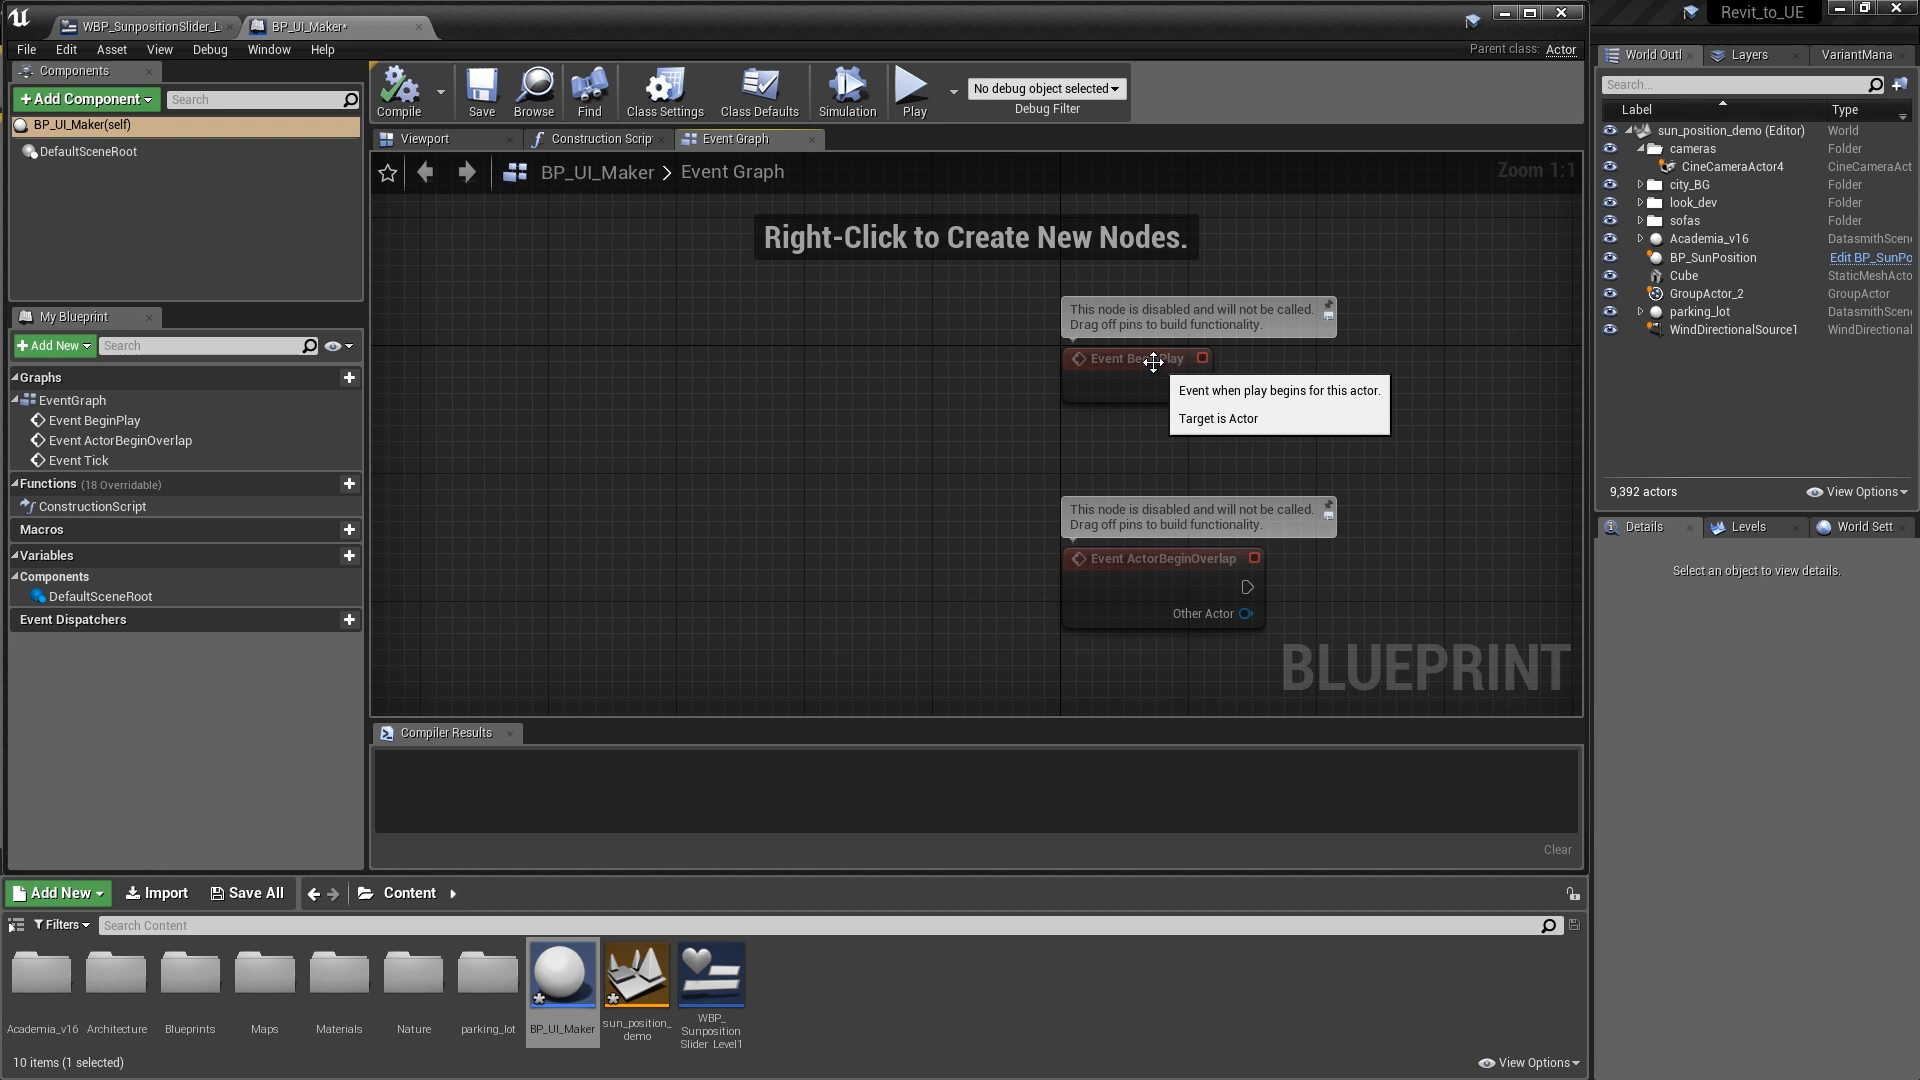 WBP_SunpositionSlider_L
BP_UI_Maker*
Revit_to_UE
File Edit Asset View Debug Window Help
Parent class: Actor
Components
+Add Component
Search
BP_UI_Maker(self)
DefaultSceneRoot
Compile
Save
Browse
Find
Class Settings
Class Defaults
Simulation
Play
No debug object selected
Debug Filter
Viewport
Construction Scrip
Event Graph
BP_UI_Maker > Event Graph
Zoom 1:1
Right-Click to Create New Nodes.
This node is disabled and will not be called.
Drag off pins to build functionality.
Event BeginPlay
Event when play begins for this actor.
Target is Actor
This node is disabled and will not be called.
Drag off pins to build functionality.
Event ActorBeginOverlap
Other Actor
BLUEPRINT
My Blueprint
+Add New
Search
Graphs
EventGraph
Event BeginPlay
Event ActorBeginOverlap
Event Tick
Functions (18 Overridable)
ConstructionScript
Macros
Variables
Components
DefaultSceneRoot
Event Dispatchers
Compiler Results
Clear
World Outl
Layers
VariantMana
Search...
Label Type
sun_position_demo (Editor) World
cameras Folder
CineCameraActor4 CineCameraAct
city_BG Folder
look_dev Folder
sofas Folder
Academia_v16 DatasmithScen
BP_SunPosition Edit BP_SunPo
Cube StaticMeshActo
GroupActor_2 GroupActor
parking_lot DatasmithScen
WindDirectionalSource1 WindDirectional
9,392 actors
View Options
Details
Levels
World Sett
Select an object to view details.
Add New
Import
Save All
Content
Filters
Search Content
Academia_v16
Architecture
Blueprints
Maps
Materials
Nature
parking_lot
BP_UI_Maker
sun_position_
demo
WBP_
Sunposition
Slider_Level1
10 items (1 selected)
View Options